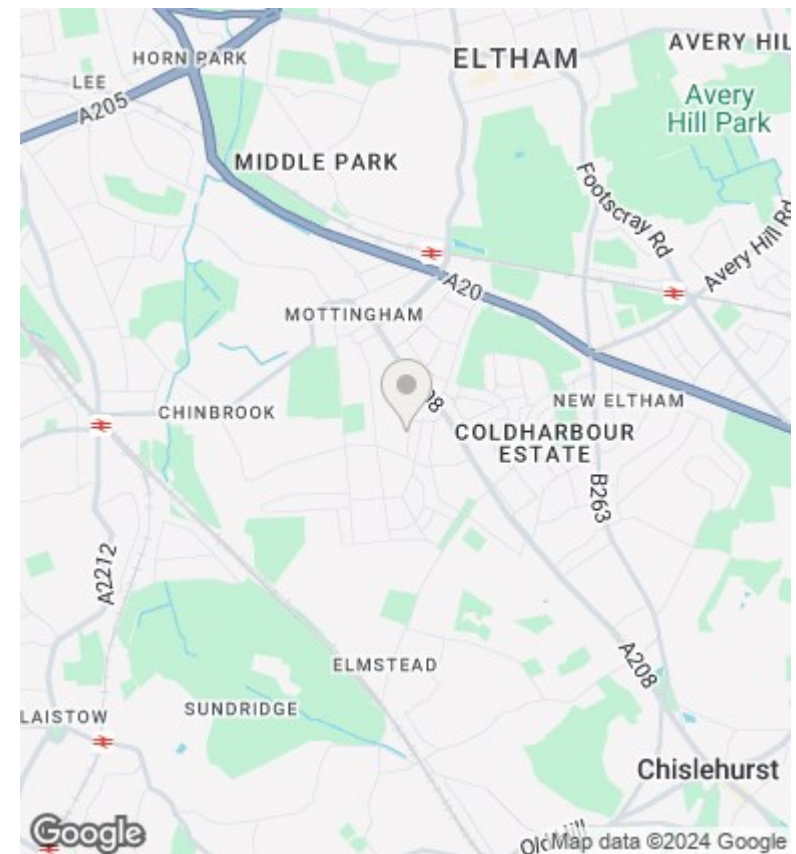 ELTHAM
AVERY HIL
HORN PARK
LEE
A205
Avery
Hill Park
MIDDLE PARK
Footscray Rd
Avery Hill Rd
A20
MOTTINGHAM
08
NEW ELTHAM
CHINBROOK
COLDHARBOUR
ESTATE
B263
A2212
A208
ELMSTEAD
SUNDRIDGE
LAISTOW
Chislehurst
Google
Map data ©2024 Google